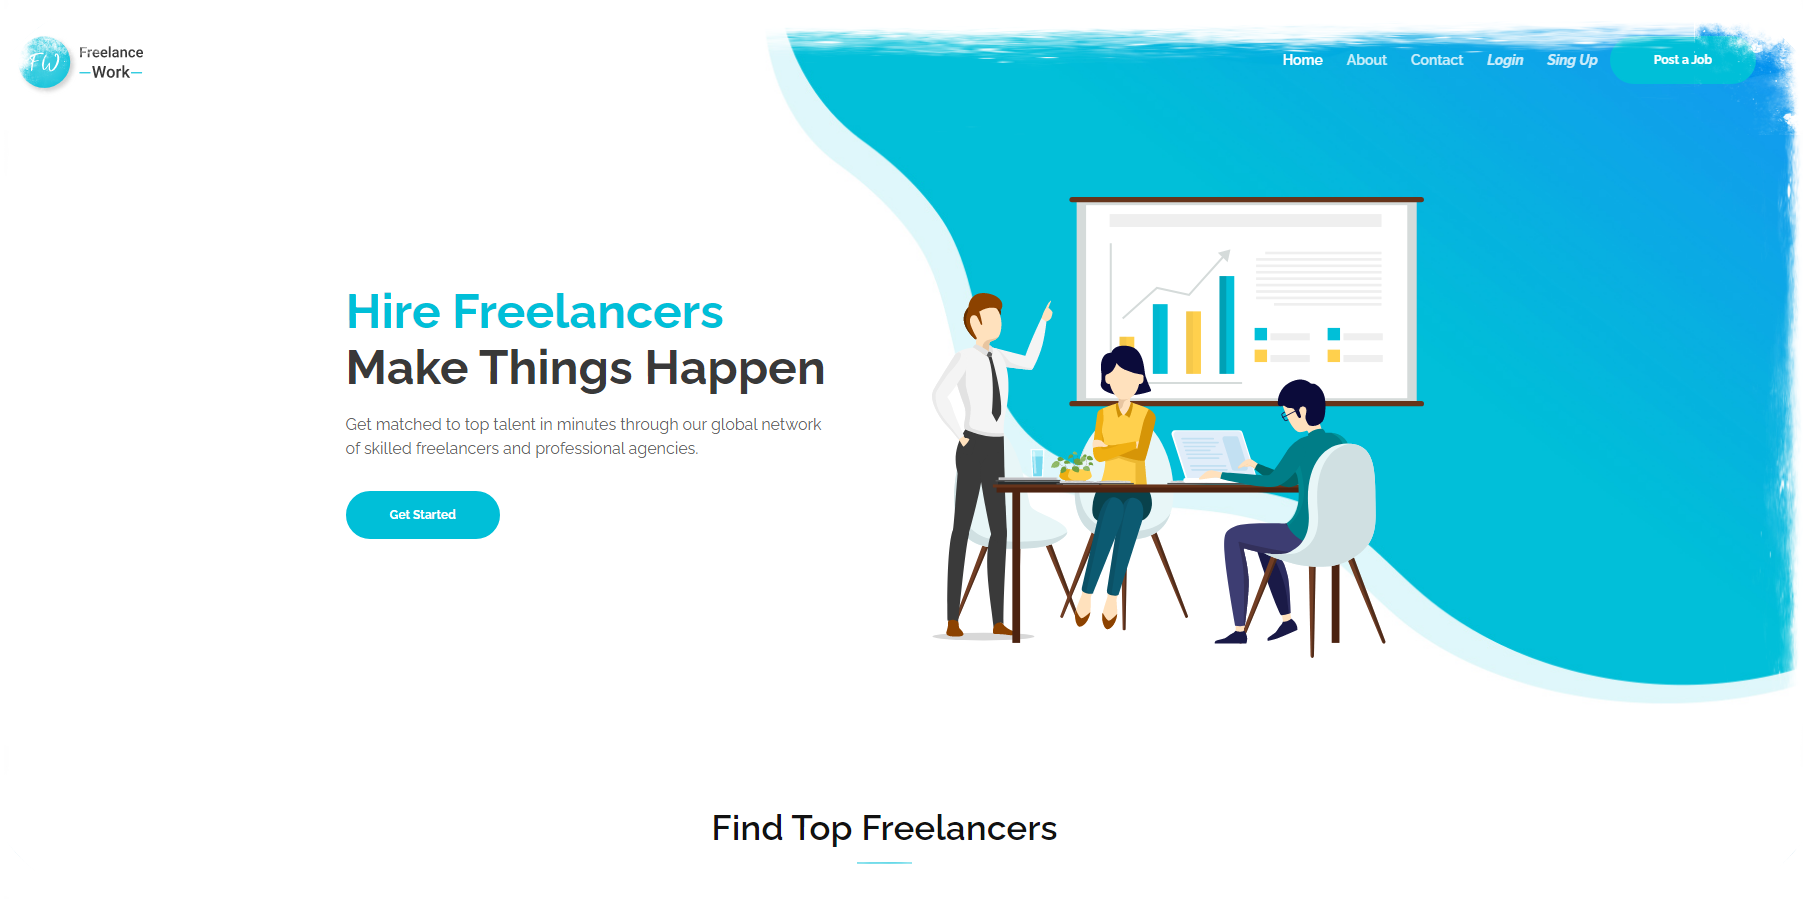 FW
Freelance
Work
Home About Contact Login Sing Up Post a Job
Hire Freelancers
Make Things Happen
Get matched to top talent in minutes through our global network
of skilled freelancers and professional agencies.
Get Started
Find Top Freelancers